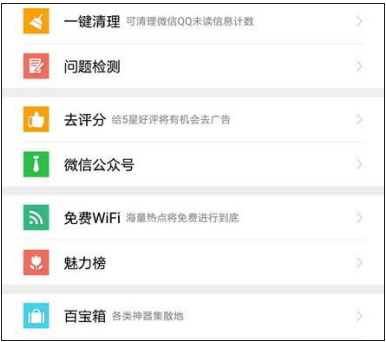 一键清理 可清理微信QQ未读信息计数
问题检测
去评分 给5星好评将有机会去广告
微信公众号
免费WiFi 海量热点将免费进行到底
魅力榜
百宝箱 各类神器集散地